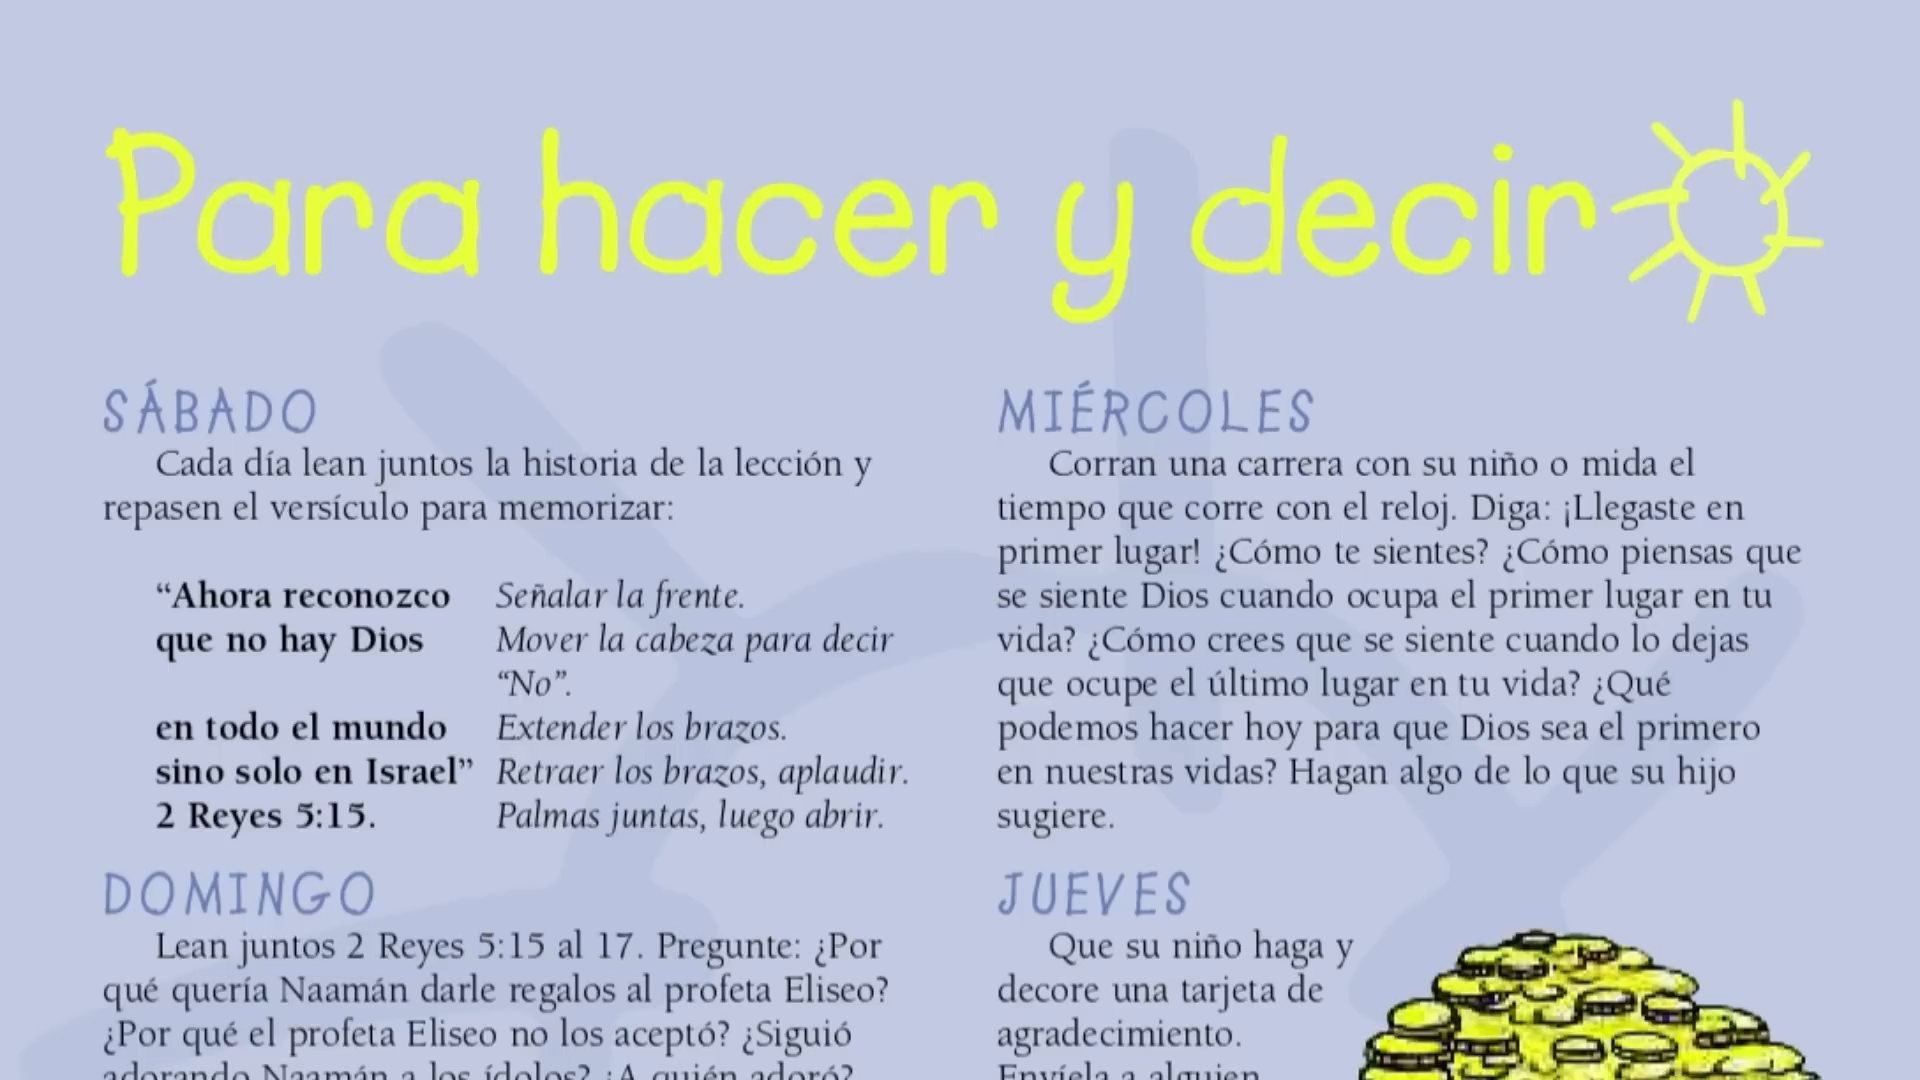 Para hacer y decir
SÁBADO
Cada día lean juntos la historia de la lección y
repasen el versículo para memorizar:
“Ahora reconozco Señalar la frente.
que no hay Dios Mover la cabeza para decir
“No”.
en todo el mundo Extender los brazos.
sino solo en Israel” Retraer los brazos, aplaudir.
2 Reyes 5:15. Palmas juntas, luego abrir.
DOMINGO
Lean juntos 2 Reyes 5:15 al 17. Pregunte: ¿Por
qué quería Naamán darle regalos al profeta Eliseo?
¿Por qué el profeta Eliseo no los aceptó? ¿Siguió
adorando Naamán a los ídolos? ¿A quién adoró?
MIÉRCOLES
Corran una carrera con su niño o mida el
tiempo que corre con el reloj. Diga: ¡Llegaste en
primer lugar! ¿Cómo te sientes? ¿Cómo piensas que
se siente Dios cuando ocupa el primer lugar en tu
vida? ¿Cómo crees que se siente cuando lo dejas
que ocupe el último lugar en tu vida? ¿Qué
podemos hacer hoy para que Dios sea el primero
en nuestras vidas? Hagan algo de lo que su hijo
sugiere.
JUEVES
Que su niño haga y
decore una tarjeta de
agradecimiento.
Envíela a alguien